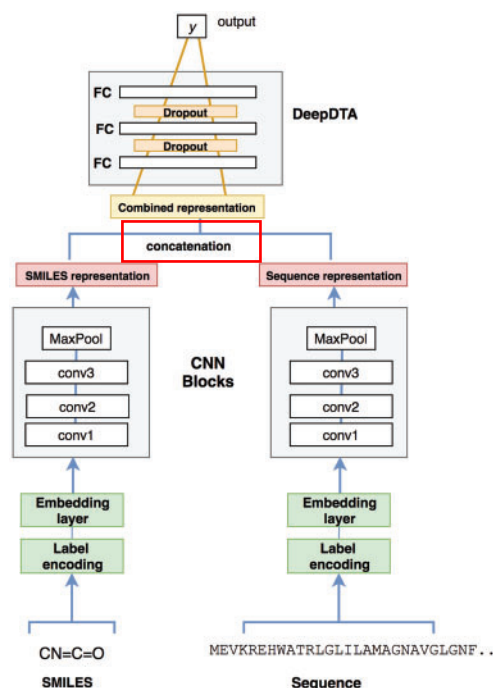 y
output
FC
Dropout
FC
Dropout
FC
DeepDTA
Combined representation
concatenation
SMILES representation
Sequence representation
MaxPool
conv3
conv2
conv1
CNN
Blocks
MaxPool
conv3
conv2
conv1
Embedding
layer
Label
encoding
Embedding
layer
Label
encoding
CN=C=O
SMILES
MEVKREHWATRLGLILAMAGNAVGLGNF..
Sequence